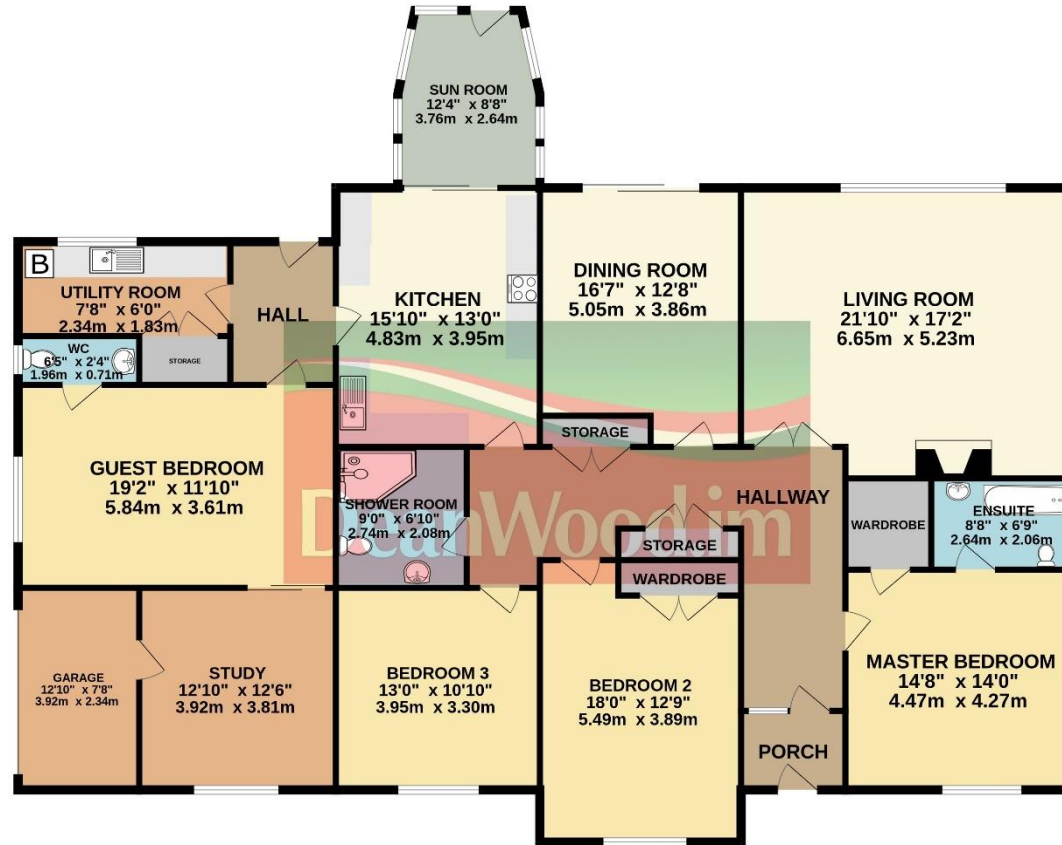 SUN ROOM
12'4" x 8'8"
3.76m x 2.64m
B
UTILITY ROOM
7'8" x 6'0"
2.34m x 1.83m
HALL
KITCHEN
15'10" x 13'0"
4.83m x 3.95m
DINING ROOM
16'7" x 12'8"
5.05m x 3.86m
LIVING ROOM
21'10" x 17'2"
6.65m x 5.23m
WC
6'5" x 2'4"
1.96m x 0.71m
STORAGE
STORAGE
GUEST BEDROOM
19'2" x 11'10"
5.84m x 3.61m
SHOWER ROOM
9'0" x 6'10"
2.74m x 2.08m
HALLWAY
DeanWood.im
STORAGE
WARDROBE
WARDROBE
ENSUITE
8'8" x 6'9"
2.64m x 2.06m
GARAGE
12'10" x 7'8"
3.92m x 2.34m
STUDY
12'10" x 12'6"
3.92m x 3.81m
BEDROOM 3
13'0" x 10'10"
3.95m x 3.30m
BEDROOM 2
18'0" x 12'9"
5.49m x 3.89m
MASTER BEDROOM
14'8" x 14'0"
4.47m x 4.27m
PORCH